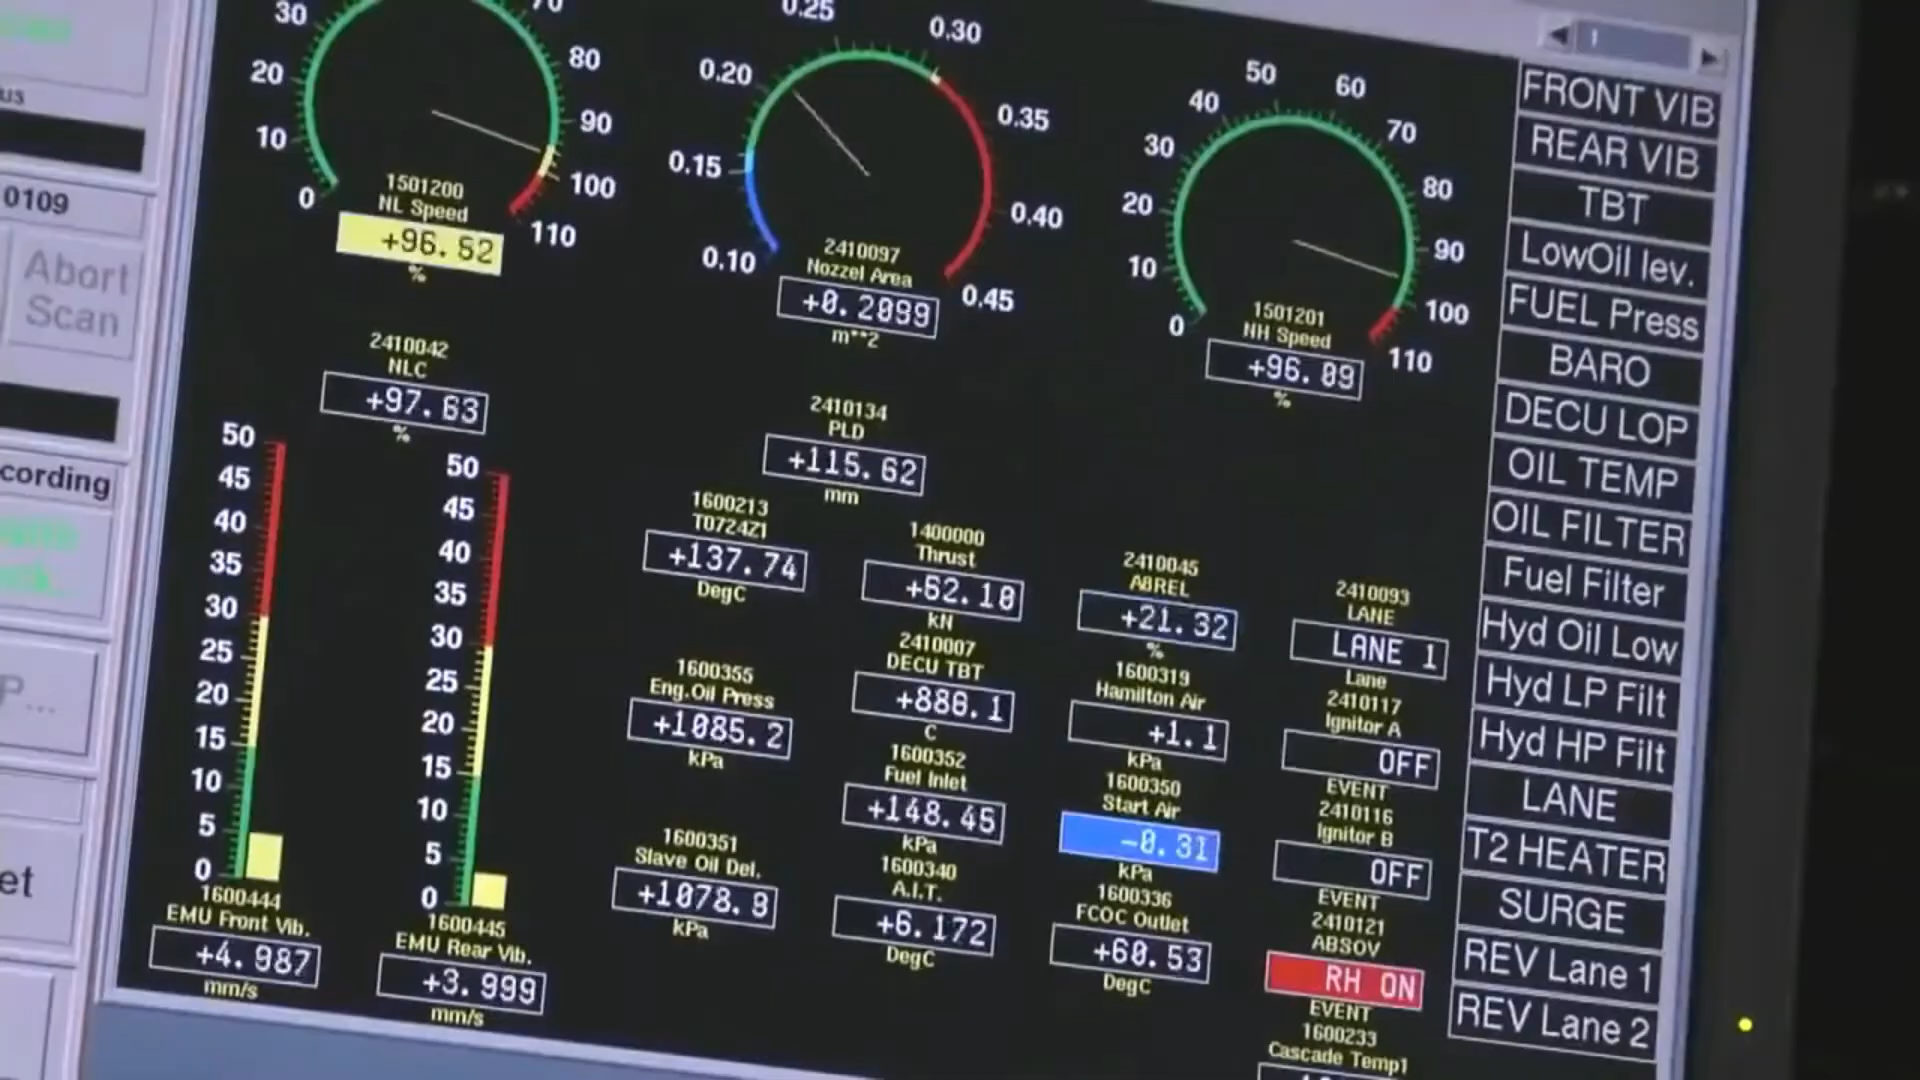 30
20
10
0
70
80
90
100
110
1501200
NL Speed
+96.62
%
0.10
0.15
0.20
0.25
0.30
0.35
0.40
0.45
2410097
Nozzel Area
+0.2099
m**2
0
10
20
30
40
50
60
70
80
90
100
110
1501201
NH Speed
+96.09
%
us
0109
Abort
Scan
cording
P...
et
2410042
NLC
+97.63
%
2410134
PLD
+115.62
mm
50
45
40
35
30
25
20
15
10
5
0
1600444
EMU Front Vib.
+4.987
mm/s
50
45
40
35
30
25
20
15
10
5
0
1600445
EMU Rear Vib.
+3.999
mm/s
1600213
T0724Z1
+137.74
DegC
1600355
Eng.Oil Press
+1085.2
kPa
1600351
Slave Oil Del.
+1078.9
kPa
1400000
Thrust
+62.10
kN
2410007
DECU TBT
C
1600352
Fuel Inlet
+148.45
kPa
1600340
A.I.T.
+6.172
DegC
2410045
A8REL
+21.32
%
1600319
Hamilton Air
+1.1
kPa
1600350
Start Air
-0.31
kPa
1600336
FCOC Outlet
+60.53
DegC
2410093
LANE
LANE 1
Lane
2410117
Ignitor A
OFF
EVENT
2410116
Ignitor B
OFF
EVENT
2410121
ABSOV
RH ON
EVENT
1600233
Cascade Temp1
1
FRONT VIB
REAR VIB
TBT
LowOil lev.
FUEL Press
BARO
DECU LOP
OIL TEMP
OIL FILTER
Fuel Filter
Hyd Oil Low
Hyd LP Filt
Hyd HP Filt
LANE
T2 HEATER
SURGE
REV Lane 1
REV Lane 2